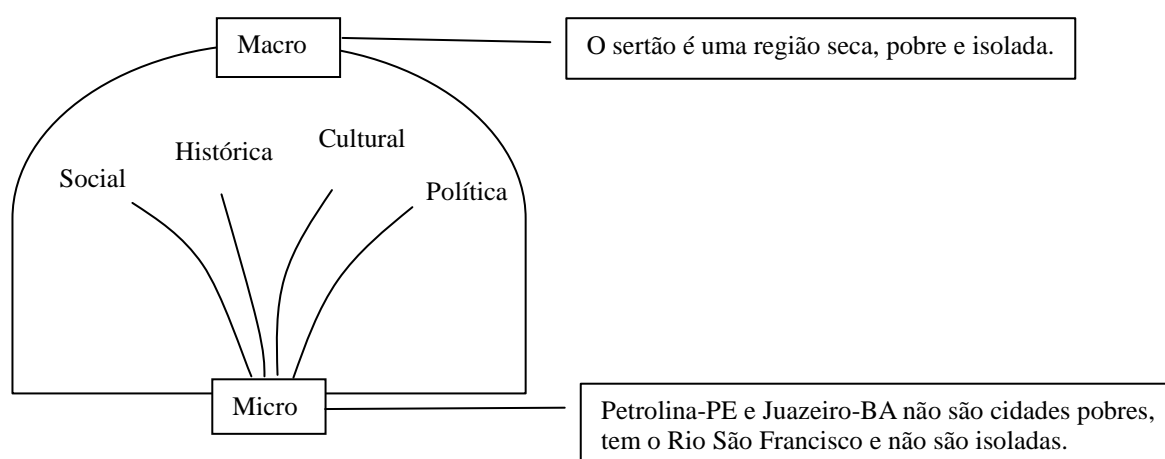 Macro
O sertão é uma região seca, pobre e isolada.
Cultural
Histórica
Social
Política
Micro
Petrolina-PE e Juazeiro-BA não são cidades pobres,
tem o Rio São Francisco e não são isoladas.